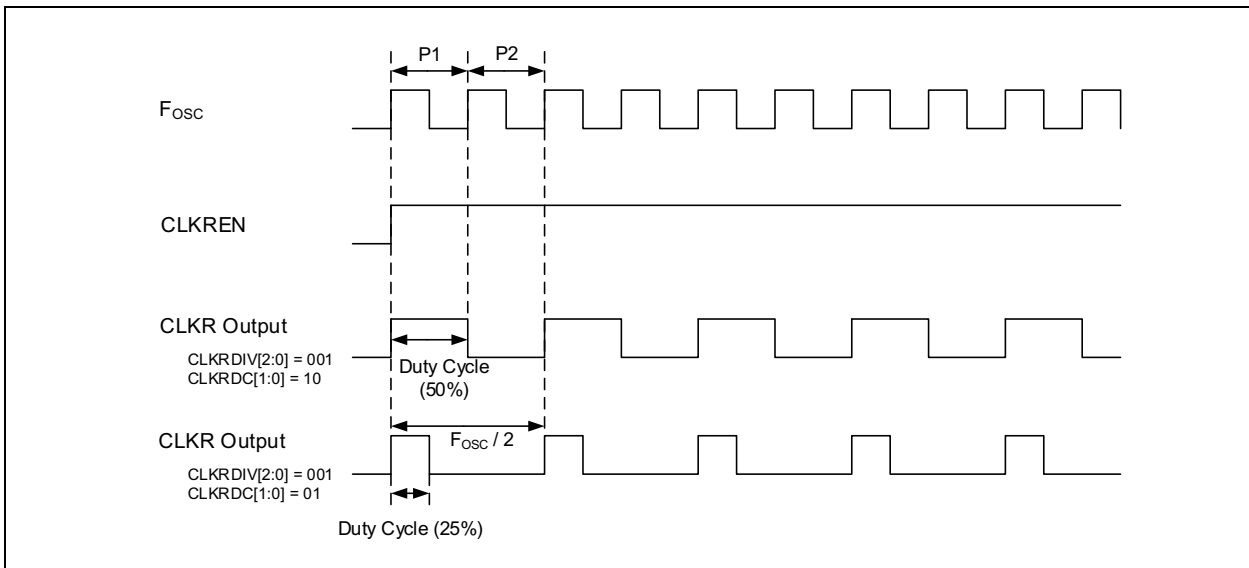 P1 P2
FOSC
CLKREN
CLKR Output
CLKRDIV[2:0] = 001
CLKRDC[1:0] = 10
Duty Cycle
(50%)
FOSC / 2
CLKR Output
CLKRDIV[2:0] = 001
CLKRDC[1:0] = 01
Duty Cycle (25%)